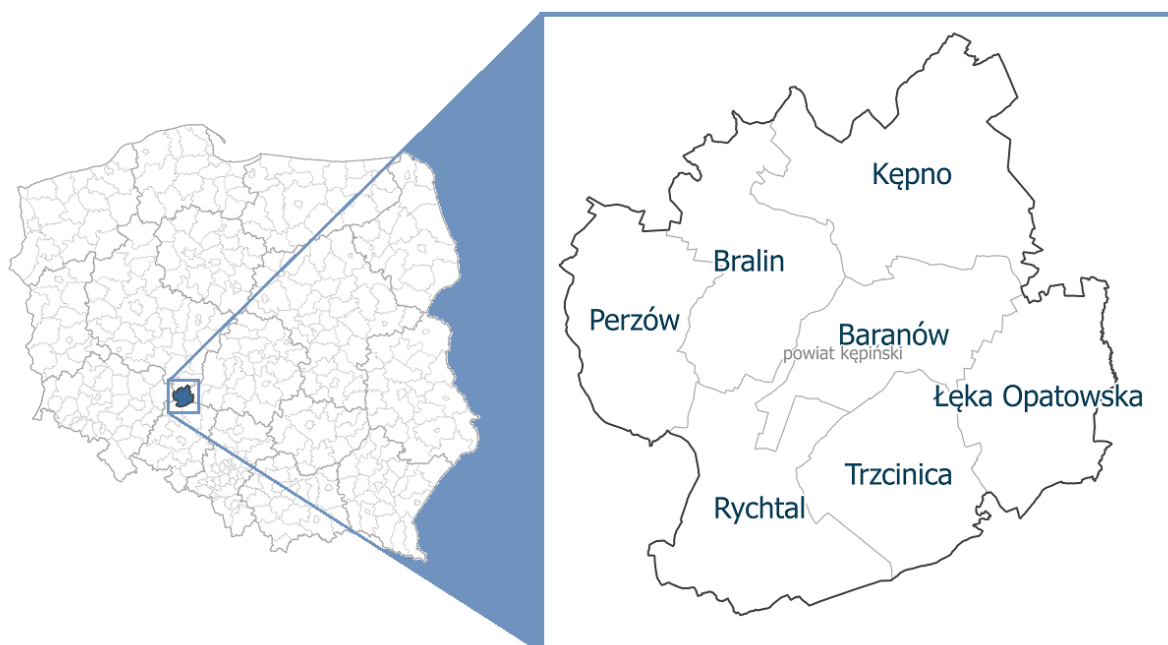 Kępno
Bralin
Perzów
Baranów
powiat kępiński
Łęka Opatowska
Trzcinica
Rychtal